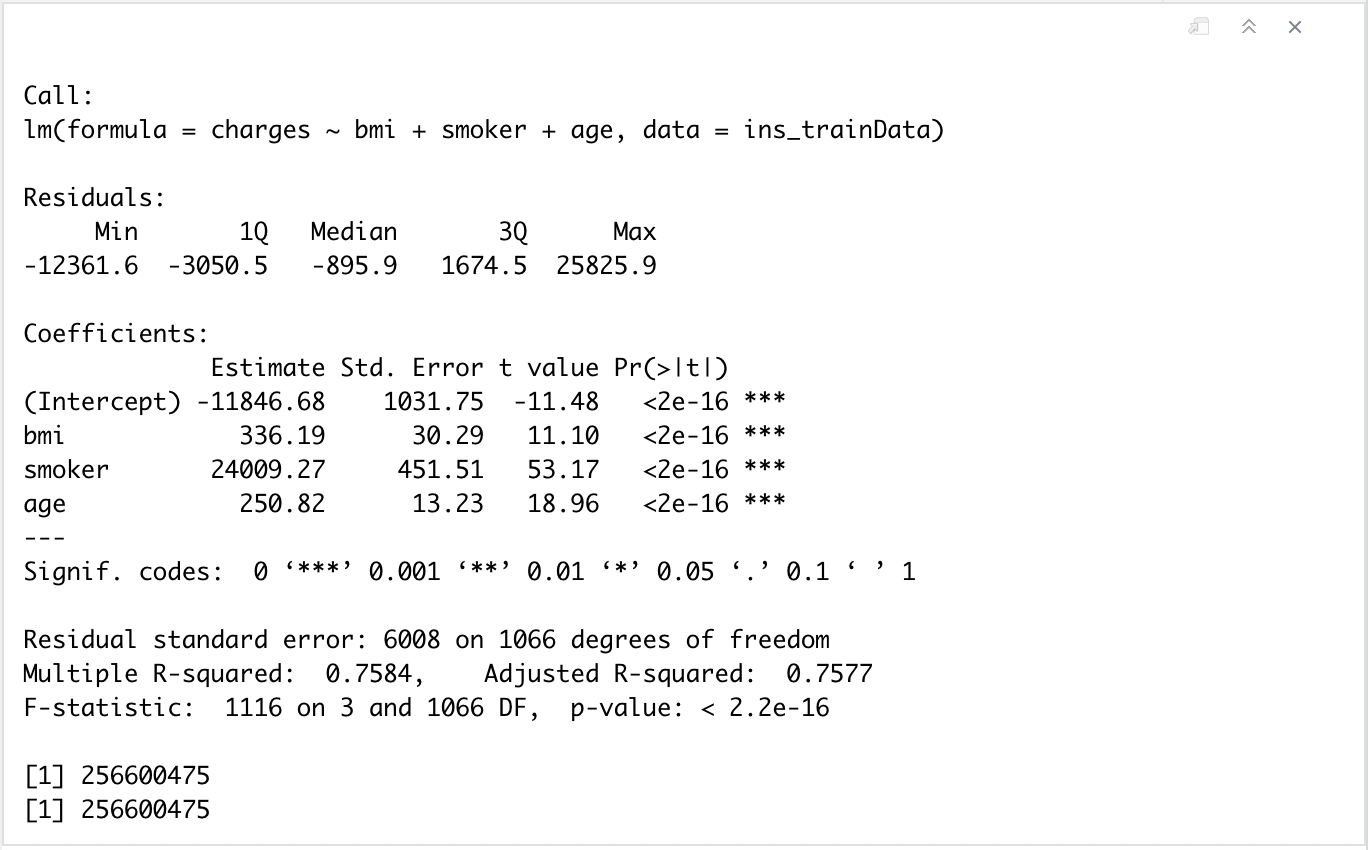 Call:
lm(formula = charges ~ bmi + smoker + age, data = ins_trainData)
Residuals:
     Min       1Q   Median       3Q      Max
-12361.6  -3050.5   -895.9   1674.5  25825.9
Coefficients:
             Estimate Std. Error t value Pr(>|t|)
(Intercept) -11846.68    1031.75  -11.48   <2e-16 ***
bmi            336.19      30.29   11.10   <2e-16 ***
smoker       24009.27     451.51   53.17   <2e-16 ***
age            250.82      13.23   18.96   <2e-16 ***
---
Signif. codes:  0 ‘***’ 0.001 ‘**’ 0.01 ‘*’ 0.05 ‘.’ 0.1 ‘ ’ 1
Residual standard error: 6008 on 1066 degrees of freedom
Multiple R-squared:  0.7584,    Adjusted R-squared:  0.7577
F-statistic:  1116 on 3 and 1066 DF,  p-value: < 2.2e-16
[1] 256600475
[1] 256600475